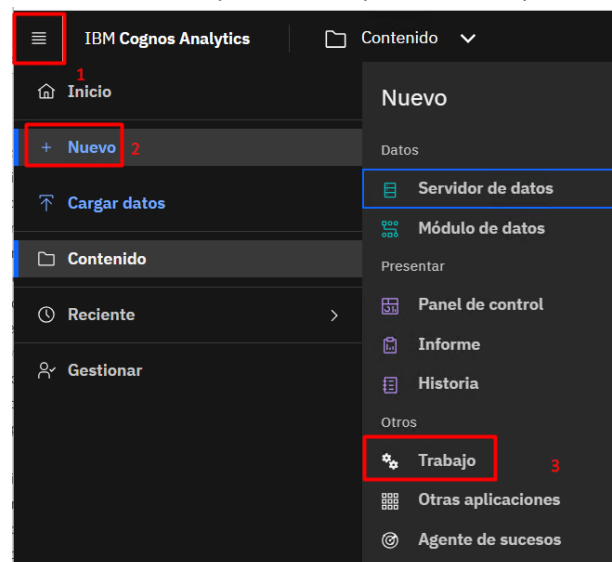 IBM Cognos Analytics
Contenido
1
Inicio
+ Nuevo 2
Cargar datos
Contenido
Reciente
Gestionar
Nuevo
Datos
Servidor de datos
Módulo de datos
Presentar
Panel de control
Informe
Historia
Otros
Trabajo 3
Otras aplicaciones
Agente de sucesos